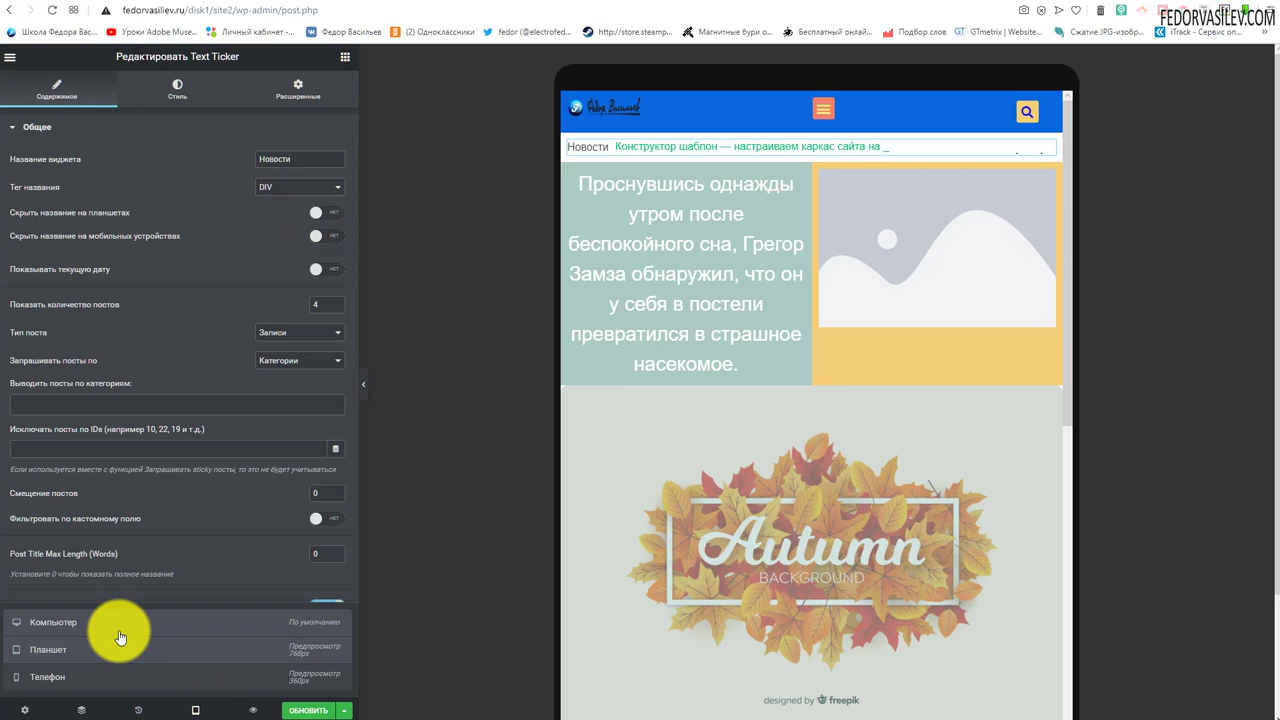 fedorvasiliev.ru/disk1/site2/wp-admin/post.php
FEDORVASILEV.COM
Школа Федора Вас...
Уроки Adobe Muse...
Личный кабинет -...
Федор Васильев
(2) Одноклассники
fedor (@electrofed...
http://store.steamp...
Магнитные бури о...
Бесплатный онлай...
Подбор слов
GTmetrix | Website...
Сжатие JPG-изобр...
iTrack - Сервис оп...
Редактировать Text Ticker
Содержимое
Стиль
Расширенные
Общее
Название виджета
Новости
Тег названия
DIV
Скрыть название на планшетах
НЕТ
Скрыть название на мобильных устройствах
НЕТ
Показывать текущую дату
НЕТ
Показать количество постов
4
Тип поста
Записи
Запрашивать посты по
Категории
Выводить посты по категориям:
Исключать посты по IDs (например 10, 22, 19 и т.д.)
Если используется вместе с функцией Запрашивать sticky посты, то это не будет учитываться
Смещение постов
0
Фильтровать по кастомному полю
НЕТ
Post Title Max Length (Words)
0
Установите 0 чтобы показать полное название
Компьютер
По умолчанию
Планшет
Предпросмотр
768px
Телефон
Предпросмотр
360px
ОБНОВИТЬ
Федор Васильев
Новости Конструктор шаблон — настраиваем каркас сайта на _
Проснувшись однажды
утром после
беспокойного сна, Грегор
Замза обнаружил, что он
у себя в постели
превратился в страшное
насекомое.
Autumn
BACKGROUND
designed by freepik